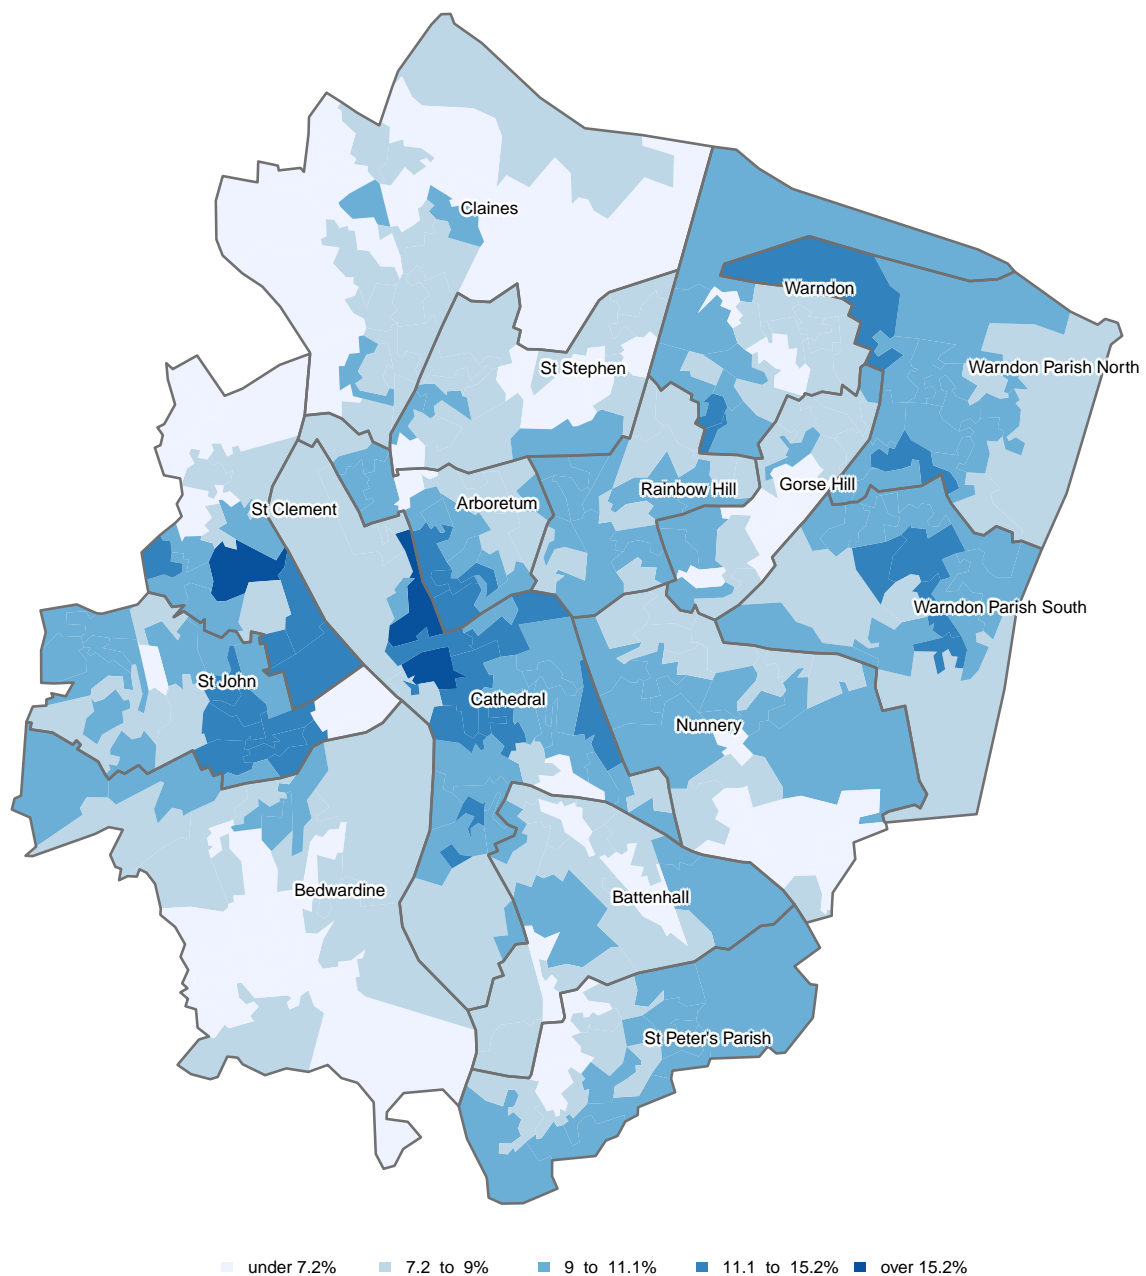 Claines
Warndon
St Stephen
Warndon Parish North
Rainbow Hill
Gorse Hill
Arboretum
St Clement
Warndon Parish South
St John
Cathedral
Nunnery
Bedwardine
Battenhall
St Peter's Parish
under 7.2% 7.2 to 9% 9 to 11.1% 11.1 to 15.2% over 15.2%